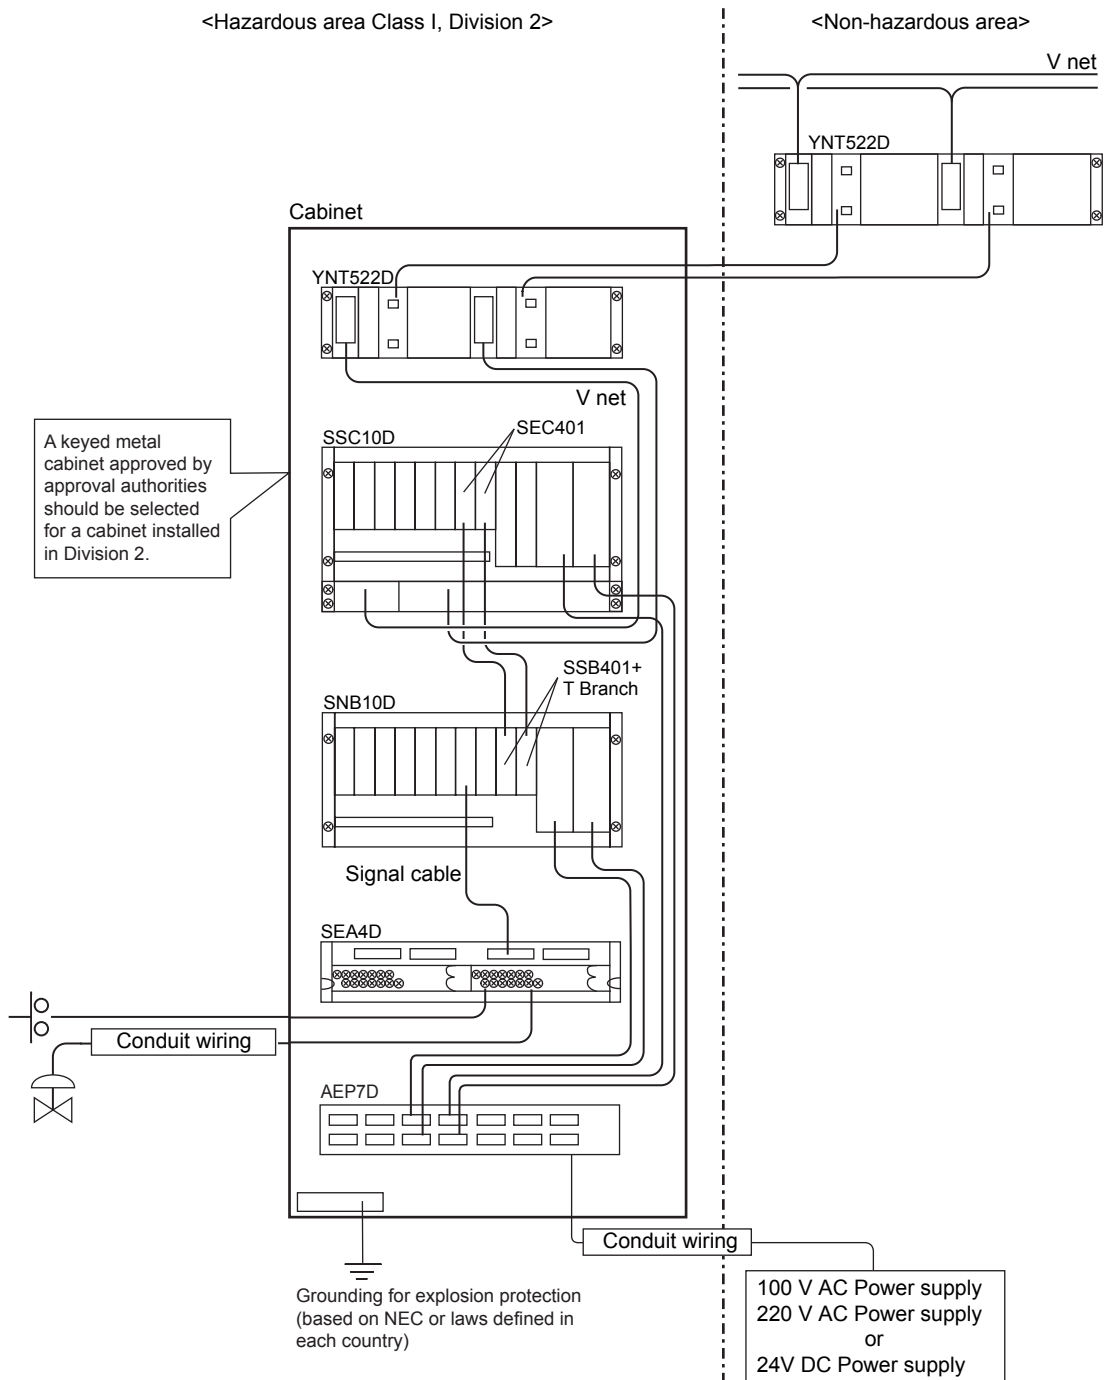 <Hazardous area Class I, Division 2>
<Non-hazardous area>
V net
YNT522D
Cabinet
YNT522D
V net
SEC401
SSC10D
A keyed metal
cabinet approved by
approval authorities
should be selected
for a cabinet installed
in Division 2.
SSB401+
T Branch
SNB10D
Signal cable
SEA4D
Conduit wiring
AEP7D
Conduit wiring
Grounding for explosion protection
(based on NEC or laws defined in
each country)
100 V AC Power supply
220 V AC Power supply
or
24V DC Power supply